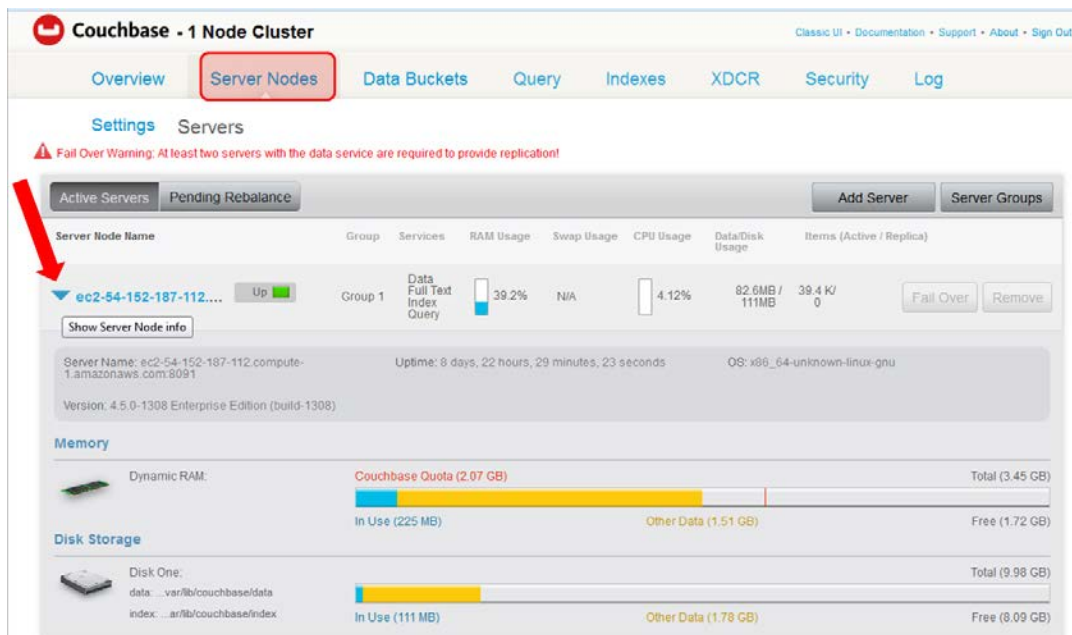 Couchbase - 1 Node Cluster
Classic UI • Documentation • Support • About • Sign Out
Overview Server Nodes Data Buckets Query Indexes XDCR Security Log
Settings Servers
Fail Over Warning: At least two servers with the data service are required to provide replication!
Active Servers Pending Rebalance Add Server Server Groups
Server Node Name Group Services RAM Usage Swap Usage CPU Usage Data/Disk Usage Items (Active / Replica)
ec2-54-152-187-112.... Up Group 1 Data Full Text Index Query 39.2% N/A 4.12% 82.6MB / 111MB 39.4 K/ 0 Fail Over Remove
Show Server Node info
Server Name: ec2-54-152-187-112.compute-1.amazonaws.com:8091 Uptime: 8 days, 22 hours, 29 minutes, 23 seconds OS: x86_64-unknown-linux-gnu
Version: 4.5.0-1308 Enterprise Edition (build-1308)
Memory
Dynamic RAM: Couchbase Quota (2.07 GB) Total (3.45 GB)
In Use (225 MB) Other Data (1.51 GB) Free (1.72 GB)
Disk Storage
Disk One: Total (9.98 GB)
data: ...var/lib/couchbase/data
index: ...ar/lib/couchbase/index
In Use (111 MB) Other Data (1.78 GB) Free (8.09 GB)